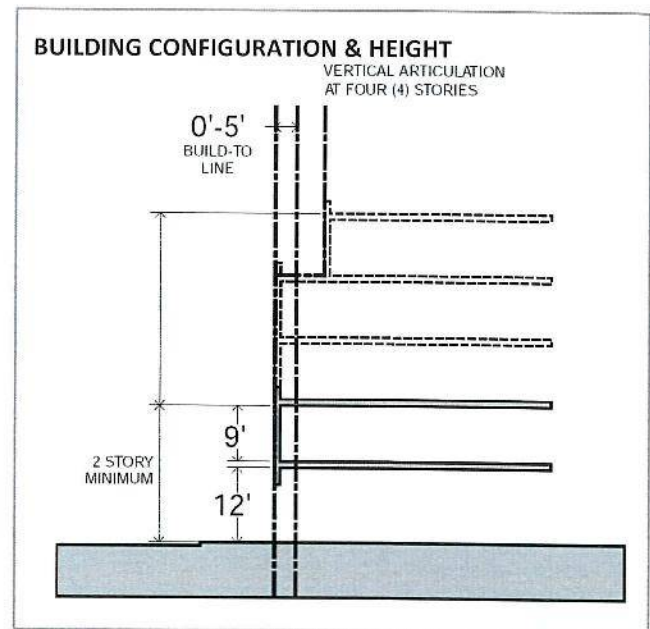 BUILDING CONFIGURATION & HEIGHT
VERTICAL ARTICULATION
AT FOUR (4) STORIES
0'-5'
BUILD-TO
LINE
9'
2 STORY
MINIMUM
12'